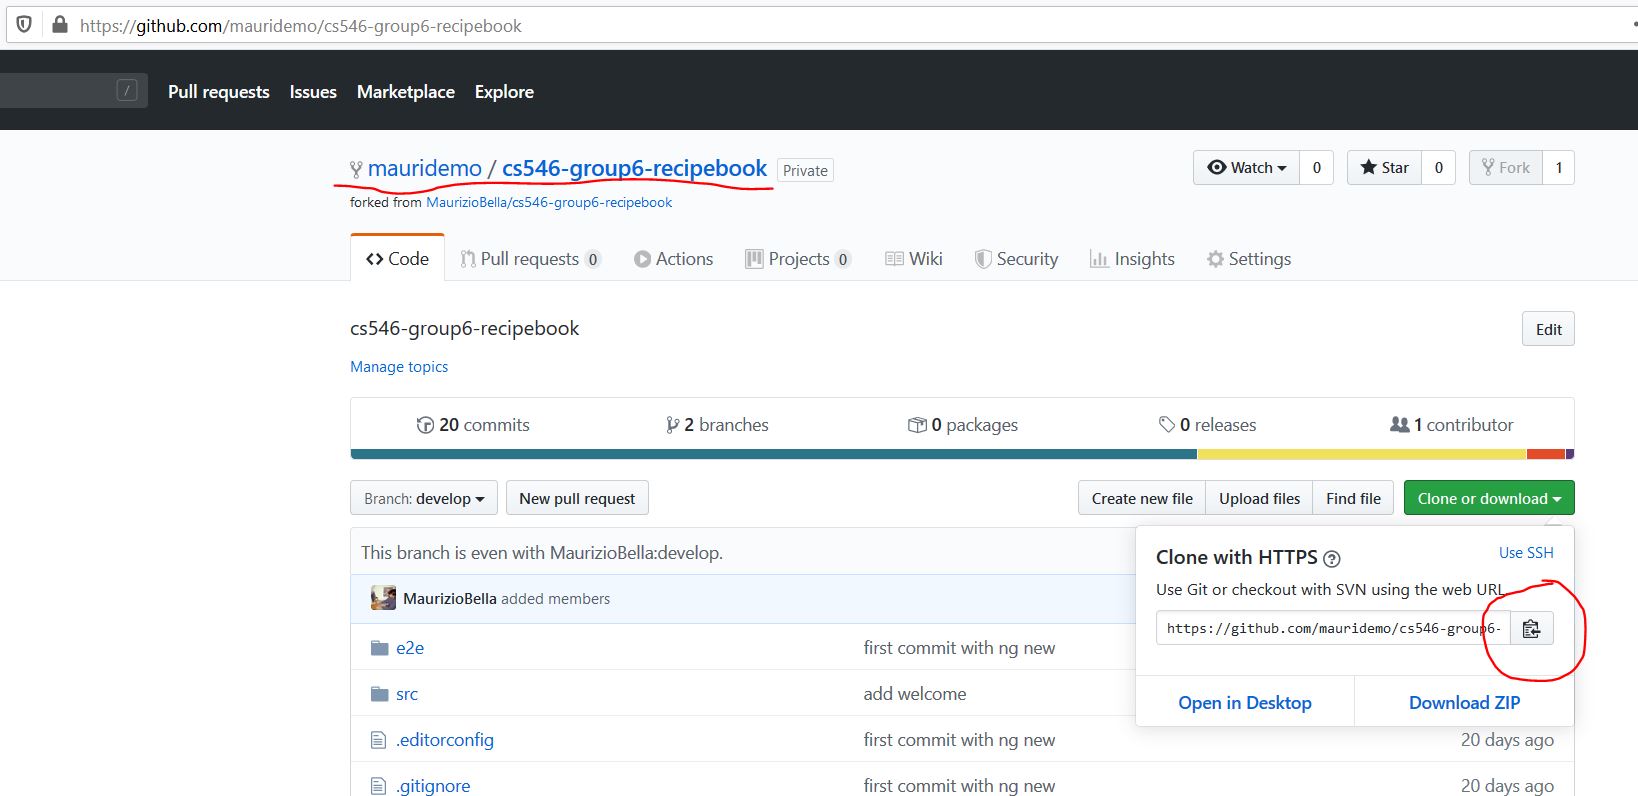 https://github.com/mauridemo/cs546-group6-recipebook
/ Pull requests Issues Marketplace Explore
mauridemo / cs546-group6-recipebook Private Watch 0 Star 0 Fork 1
forked from MaurizioBella/cs546-group6-recipebook
Code Pull requests 0 Actions Projects 0 Wiki Security Insights Settings
cs546-group6-recipebook Edit
Manage topics
20 commits 2 branches 0 packages 0 releases 1 contributor
Branch: develop New pull request Create new file Upload files Find file Clone or download
This branch is even with MaurizioBella:develop.
MaurizioBella added members
e2e first commit with ng new
src add welcome
.editorconfig first commit with ng new 20 days ago
.gitignore first commit with ng new 20 days ago
Clone with HTTPS ? Use SSH
Use Git or checkout with SVN using the web URL.
https://github.com/mauridemo/cs546-group6-
Open in Desktop Download ZIP